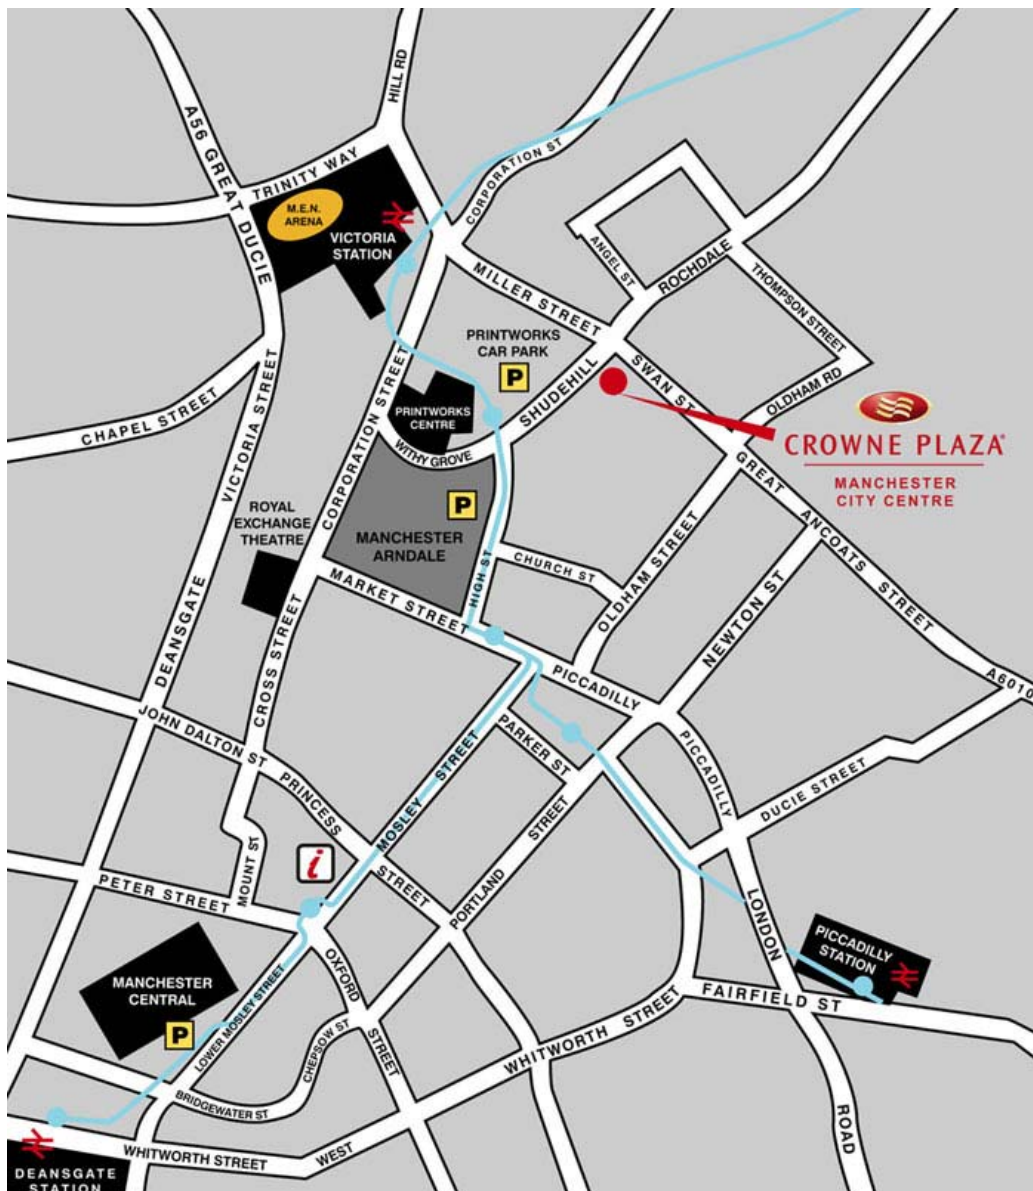 HILL RD
A56 GREAT DUCIE
TRINITY WAY
CORPORATION ST
M.E.N.
ARENA
VICTORIA
STATION
ANGEL ST
ROCHDALE
MILLER STREET
THOMPSON STREET
PRINTWORKS
CAR PARK
P
SWAN ST
OLDHAM RD
SHUDEHILL
CROWNE PLAZA
MANCHESTER
CITY CENTRE
CHAPEL STREET
VICTORIA STREET
CORPORATION STREET
PRINTWORKS
CENTRE
WITHY GROVE
GREAT ANCOATS STREET
P
ROYAL
EXCHANGE
THEATRE
MANCHESTER
ARNDALE
HIGH ST
CHURCH ST
OLDHAM STREET
NEWTON ST
MARKET STREET
DEANSGATE
CROSS STREET
PICCADILLY
A6010
JOHN DALTON ST
PARKER ST
PICCADILLY
PRINCESS
STREET
MOSLEY STREET
DUCIE STREET
PORTLAND STREET
MOUNT ST
i
PETER STREET
LONDON
ROAD
PICCADILLY
STATION
MANCHESTER
CENTRAL
P
OXFORD
STREET
LOWER MOSLEY STREET
FAIRFIELD ST
CHEPSOW ST
WHITWORTH STREET
BRIDGEWATER ST
WHITWORTH STREET WEST
DEANSGATE
STATION